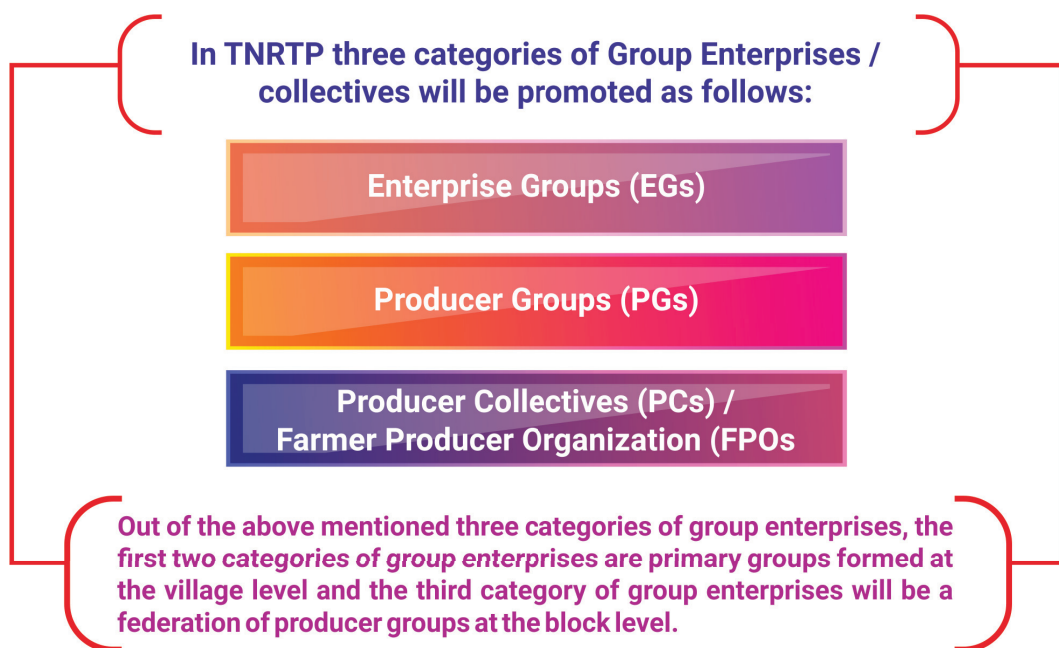 In TNRTP three categories of Group Enterprises /
collectives will be promoted as follows:
Enterprise Groups (EGs)
Producer Groups (PGs)
Producer Collectives (PCs) /
Farmer Producer Organization (FPOs
Out of the above mentioned three categories of group enterprises, the
first two categories of group enterprises are primary groups formed at
the village level and the third category of group enterprises will be a
federation of producer groups at the block level.